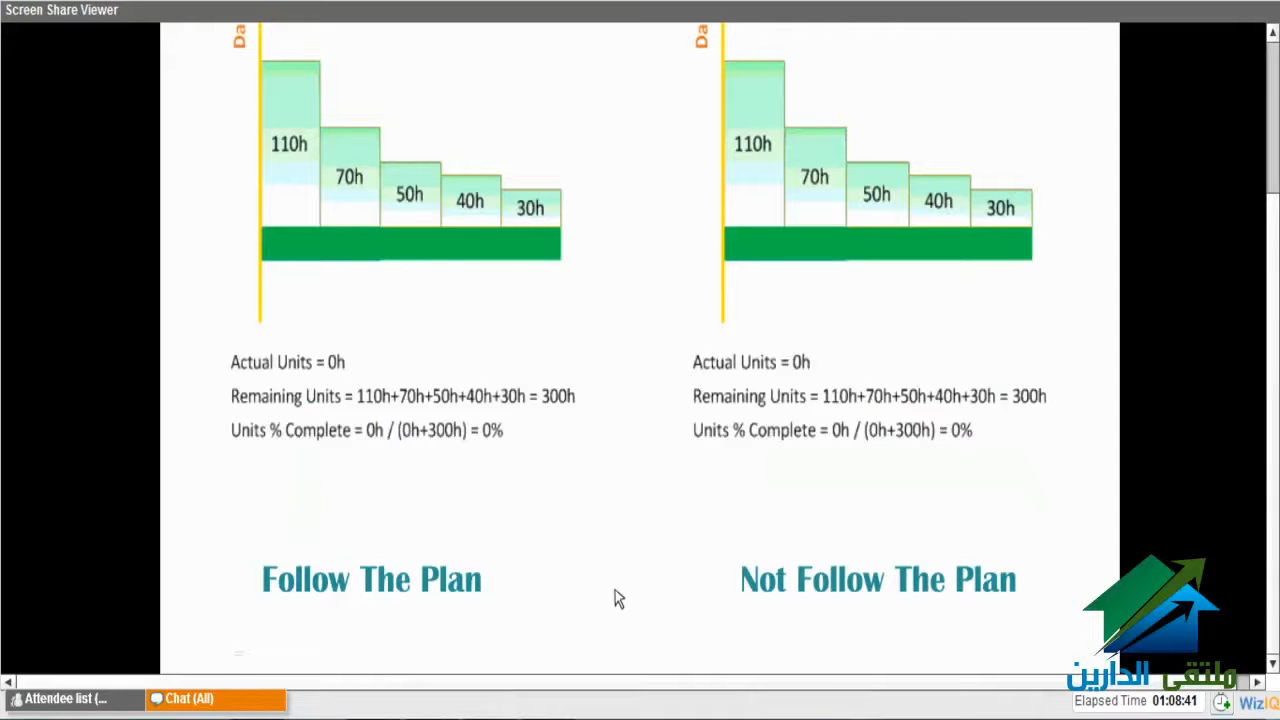 Screen Share Viewer
Da
Da
110h
70h
50h
40h
30h
110h
70h
50h
40h
30h
Actual Units = 0h
Remaining Units = 110h+70h+50h+40h+30h = 300h
Units % Complete = 0h / (0h+300h) = 0%
Actual Units = 0h
Remaining Units = 110h+70h+50h+40h+30h = 300h
Units % Complete = 0h / (0h+300h) = 0%
Follow The Plan
Not Follow The Plan
ملتقى الدارين
Attendee list (...
Chat (All)
Elapsed Time 01:08:41
WizIQ